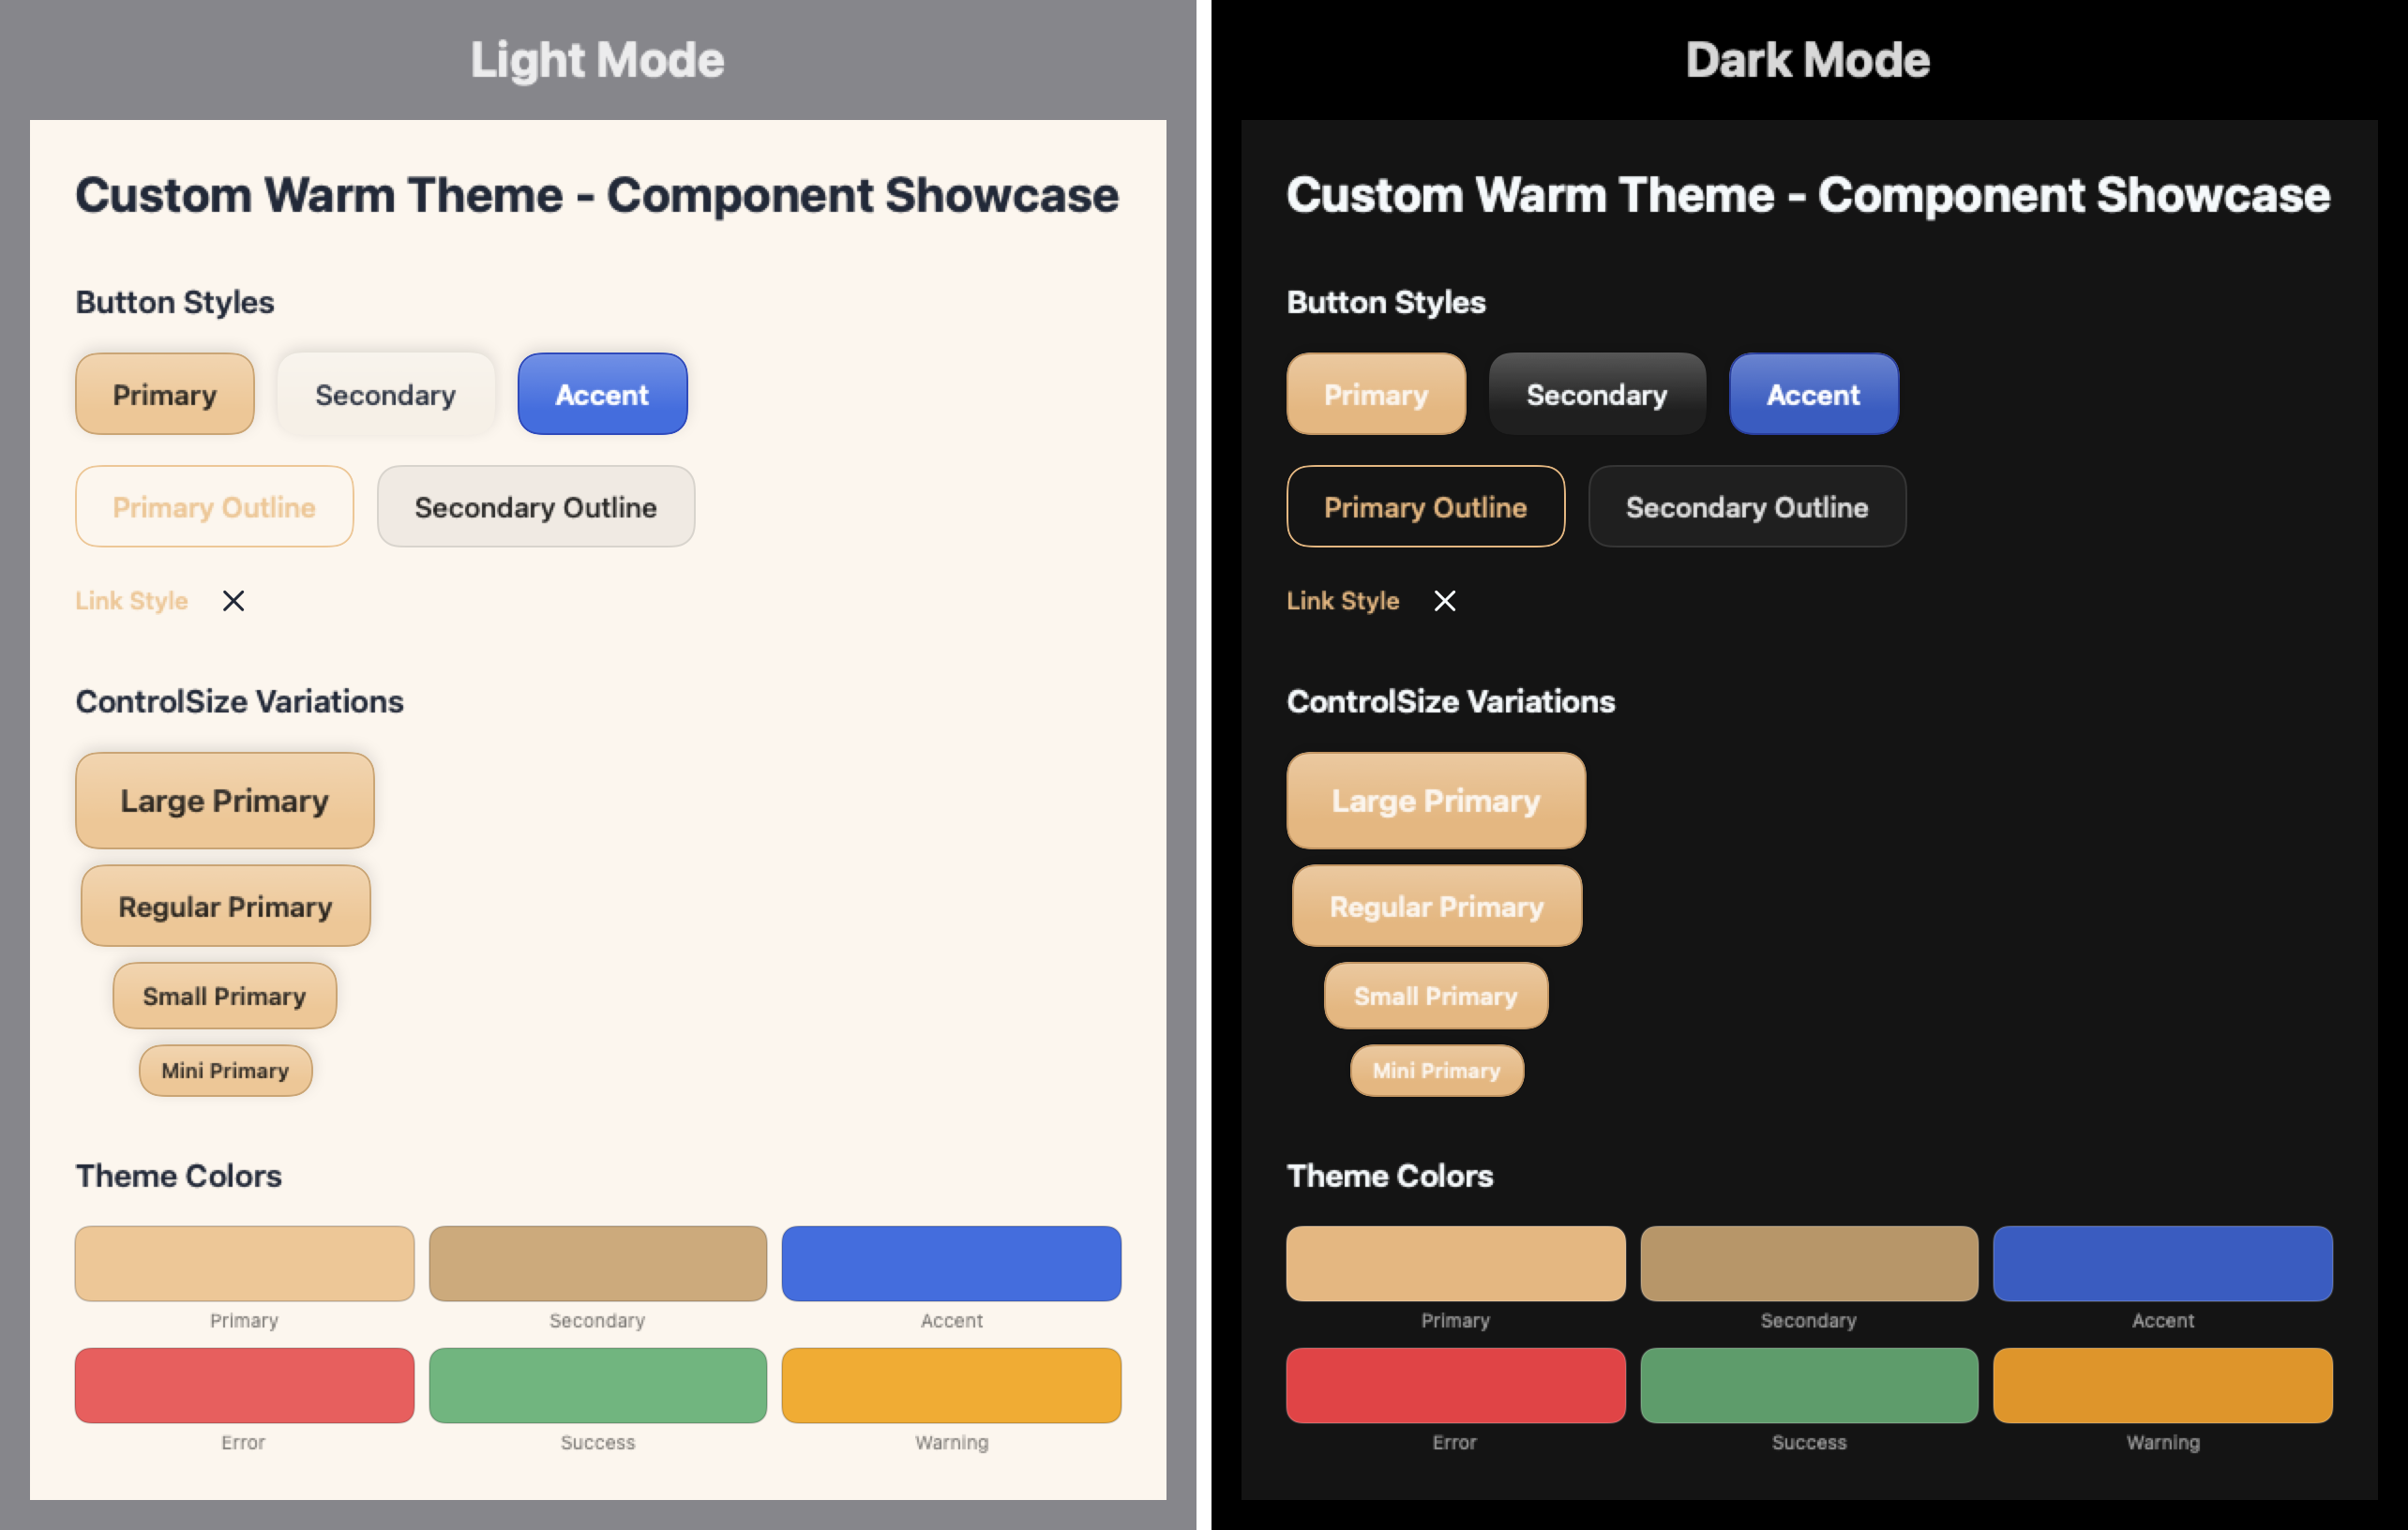 Light Mode
Custom Warm Theme - Component Showcase
Button Styles
Primary
Secondary
Accent
Primary Outline
Secondary Outline
Link Style
ControlSize Variations
Large Primary
Regular Primary
Small Primary
Mini Primary
Theme Colors
Primary
Secondary
Accent
Error
Success
Warning
Dark Mode
Custom Warm Theme - Component Showcase
Button Styles
Primary
Secondary
Accent
Primary Outline
Secondary Outline
Link Style
ControlSize Variations
Large Primary
Regular Primary
Small Primary
Mini Primary
Theme Colors
Primary
Secondary
Accent
Error
Success
Warning